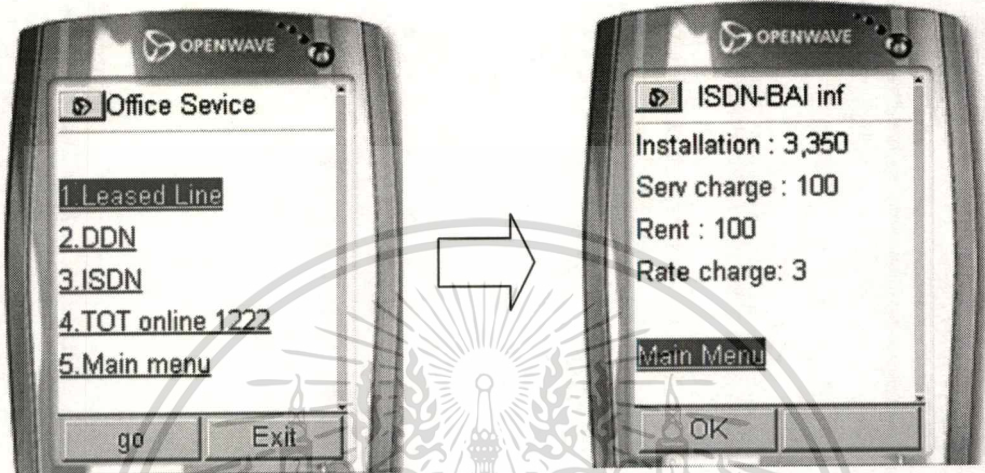 OPENWAVE
Office Sevice
1.Leased Line
2.DDN
3.ISDN
4.TOT online 1222
5.Main menu
go Exit
OPENWAVE
ISDN-BAI inf
Installation : 3,350
Serv charge : 100
Rent : 100
Rate charge: 3
Main Menu
OK